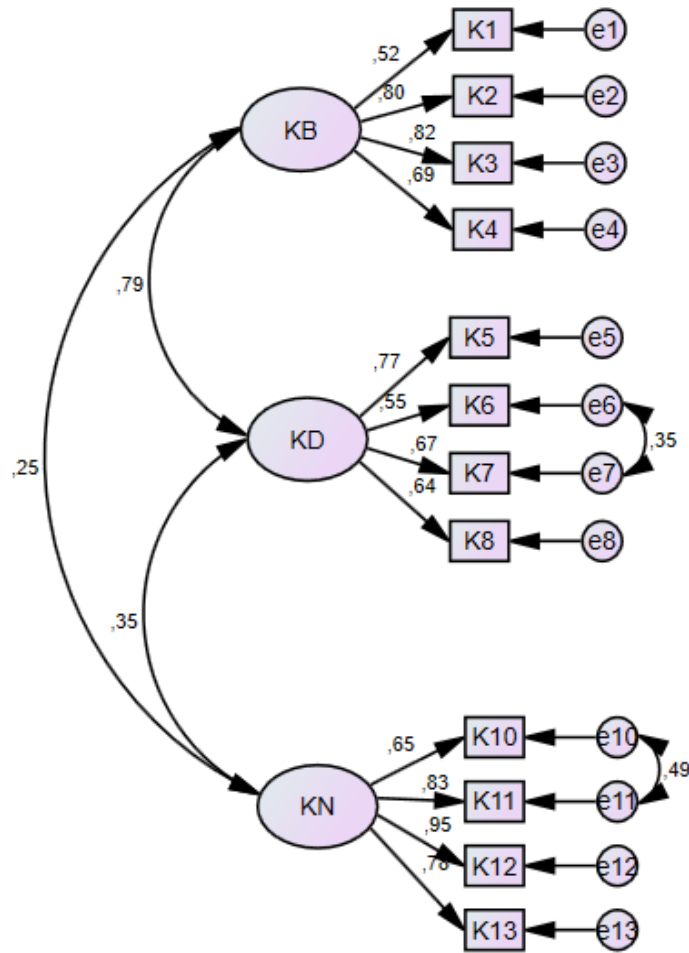 K1
e1
,52
K2
e2
,80
KB
K3
e3
,82
K4
e4
,69
,79
K5
e5
,77
K6
e6
,55
,35
KD
K7
e7
,67
K8
e8
,64
,25
,35
K10
e10
,65
K11
e11
,83
,49
KN
K12
e12
,95
K13
e13
,78